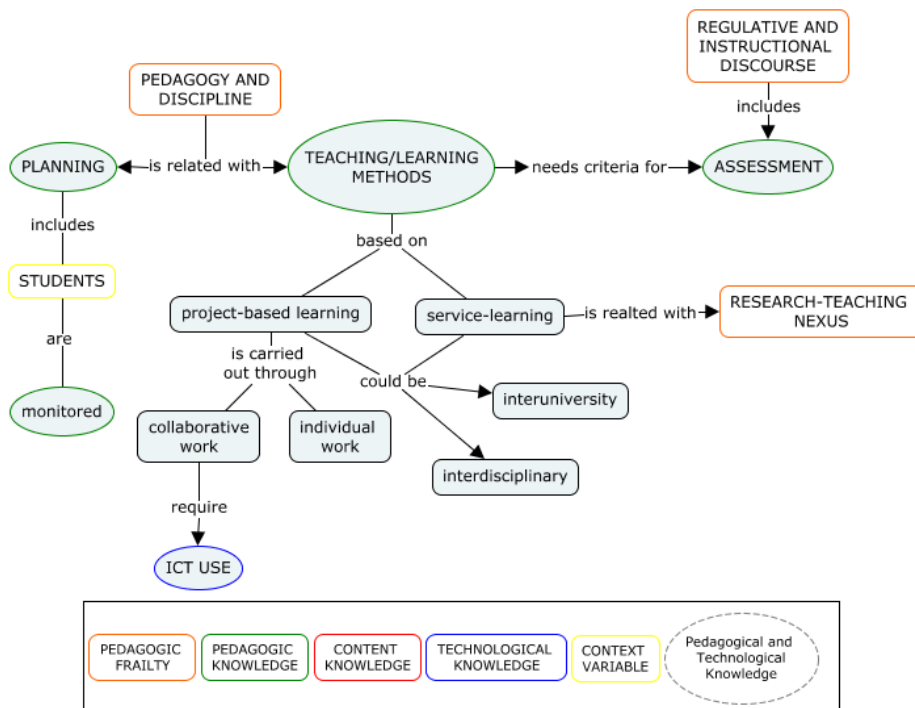 REGULATIVE AND
INSTRUCTIONAL
DISCOURSE
PEDAGOGY AND
DISCIPLINE
includes
PLANNING
is related with
TEACHING/LEARNING
METHODS
needs criteria for
ASSESSMENT
includes
based on
STUDENTS
project-based learning
service-learning
is realted with
RESEARCH-TEACHING
NEXUS
are
is carried
out through
could be
monitored
collaborative
work
individual
work
interuniversity
interdisciplinary
require
ICT USE
PEDAGOGIC
FRAILTY
PEDAGOGIC
KNOWLEDGE
CONTENT
KNOWLEDGE
TECHNOLOGICAL
KNOWLEDGE
CONTEXT
VARIABLE
Pedagogical and
Technological
Knowledge